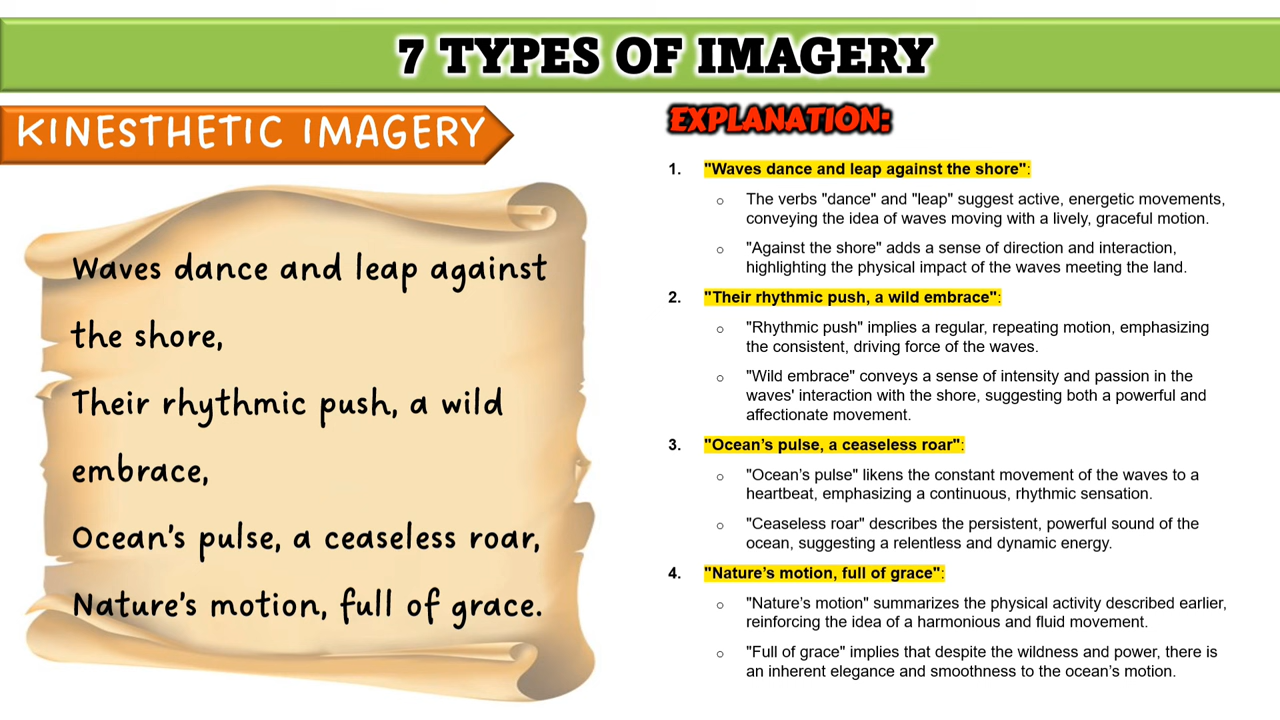 7 TYPES OF IMAGERY
KINESTHETIC IMAGERY
Waves dance and leap against
the shore,
Their rhythmic push, a wild
embrace,
Ocean's pulse, a ceaseless roar,
Nature's motion, full of grace.
EXPLANATION:
1. "Waves dance and leap against the shore":
○ The verbs "dance" and "leap" suggest active, energetic movements,
conveying the idea of waves moving with a lively, graceful motion.
○ "Against the shore" adds a sense of direction and interaction,
highlighting the physical impact of the waves meeting the land.
2. "Their rhythmic push, a wild embrace":
○ "Rhythmic push" implies a regular, repeating motion, emphasizing
the consistent, driving force of the waves.
○ "Wild embrace" conveys a sense of intensity and passion in the
waves' interaction with the shore, suggesting both a powerful and
affectionate movement.
3. "Ocean’s pulse, a ceaseless roar":
○ "Ocean’s pulse" likens the constant movement of the waves to a
heartbeat, emphasizing a continuous, rhythmic sensation.
○ "Ceaseless roar" describes the persistent, powerful sound of the
ocean, suggesting a relentless and dynamic energy.
4. "Nature’s motion, full of grace":
○ "Nature’s motion" summarizes the physical activity described earlier,
reinforcing the idea of a harmonious and fluid movement.
○ "Full of grace" implies that despite the wildness and power, there is
an inherent elegance and smoothness to the ocean’s motion.